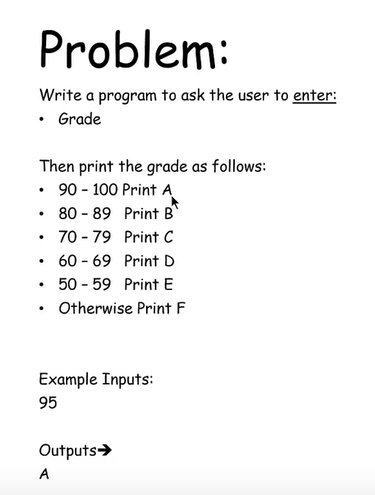 Problem:
Write a program to ask the user to enter:
• Grade
Then print the grade as follows:
• 90 – 100 Print A
• 80 – 89 Print B
• 70 – 79 Print C
• 60 – 69 Print D
• 50 – 59 Print E
• Otherwise Print F
Example Inputs:
95
Outputs➔
A